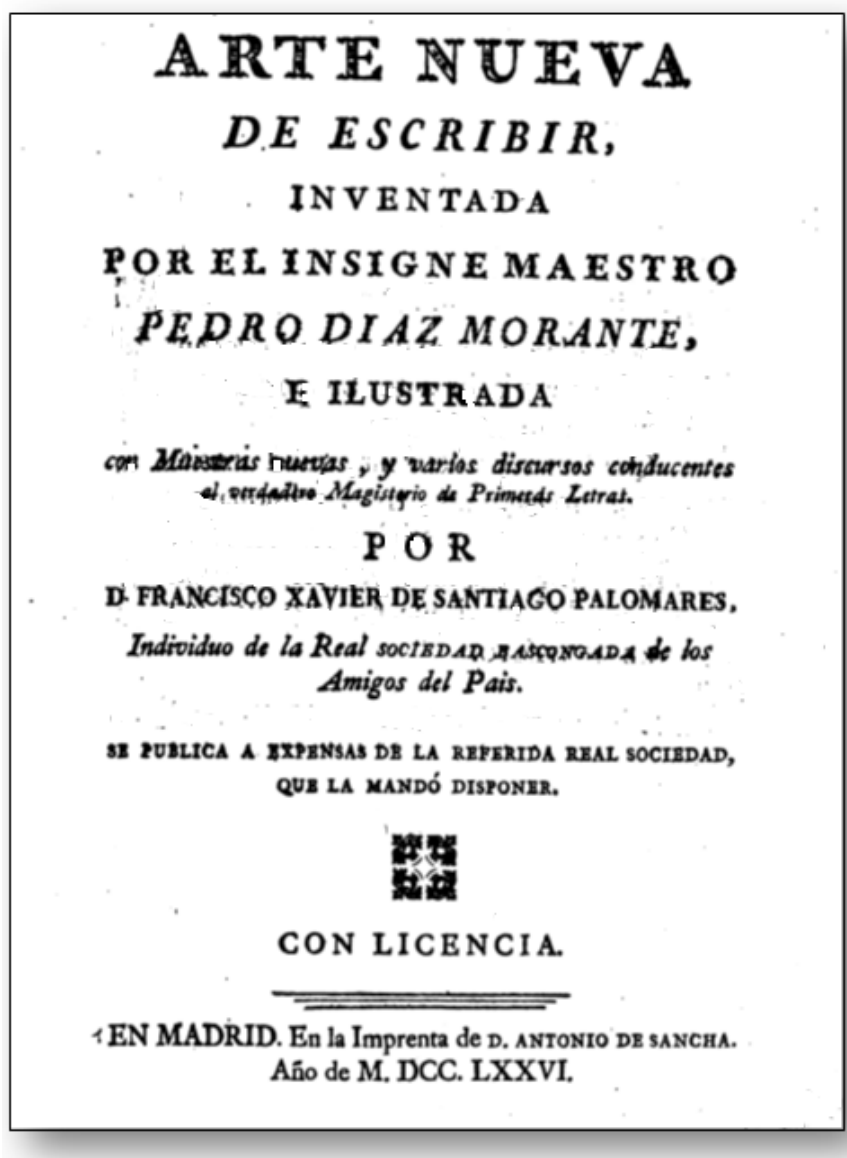 ARTE NUEVA
DE ESCRIBIR,
INVENTADA
POR EL INSIGNE MAESTRO
PEDRO DIAZ MORANTE,
E ILUSTRADA
con Muestras nuevas, y varios discursos conducentes
al verdadero Magisterio de Primeras Letras.
POR
D. FRANCISCO XAVIER DE SANTIAGO PALOMARES,
Individuo de la Real SOCIEDAD BASCONGADA de los
Amigos del Pais.
SE PUBLICA A EXPENSAS DE LA REFERIDA REAL SOCIEDAD,
QUE LA MANDÓ DISPONER.
CON LICENCIA.
EN MADRID. En la Imprenta de D. ANTONIO DE SANCHA.
Año de M. DCC. LXXVI.